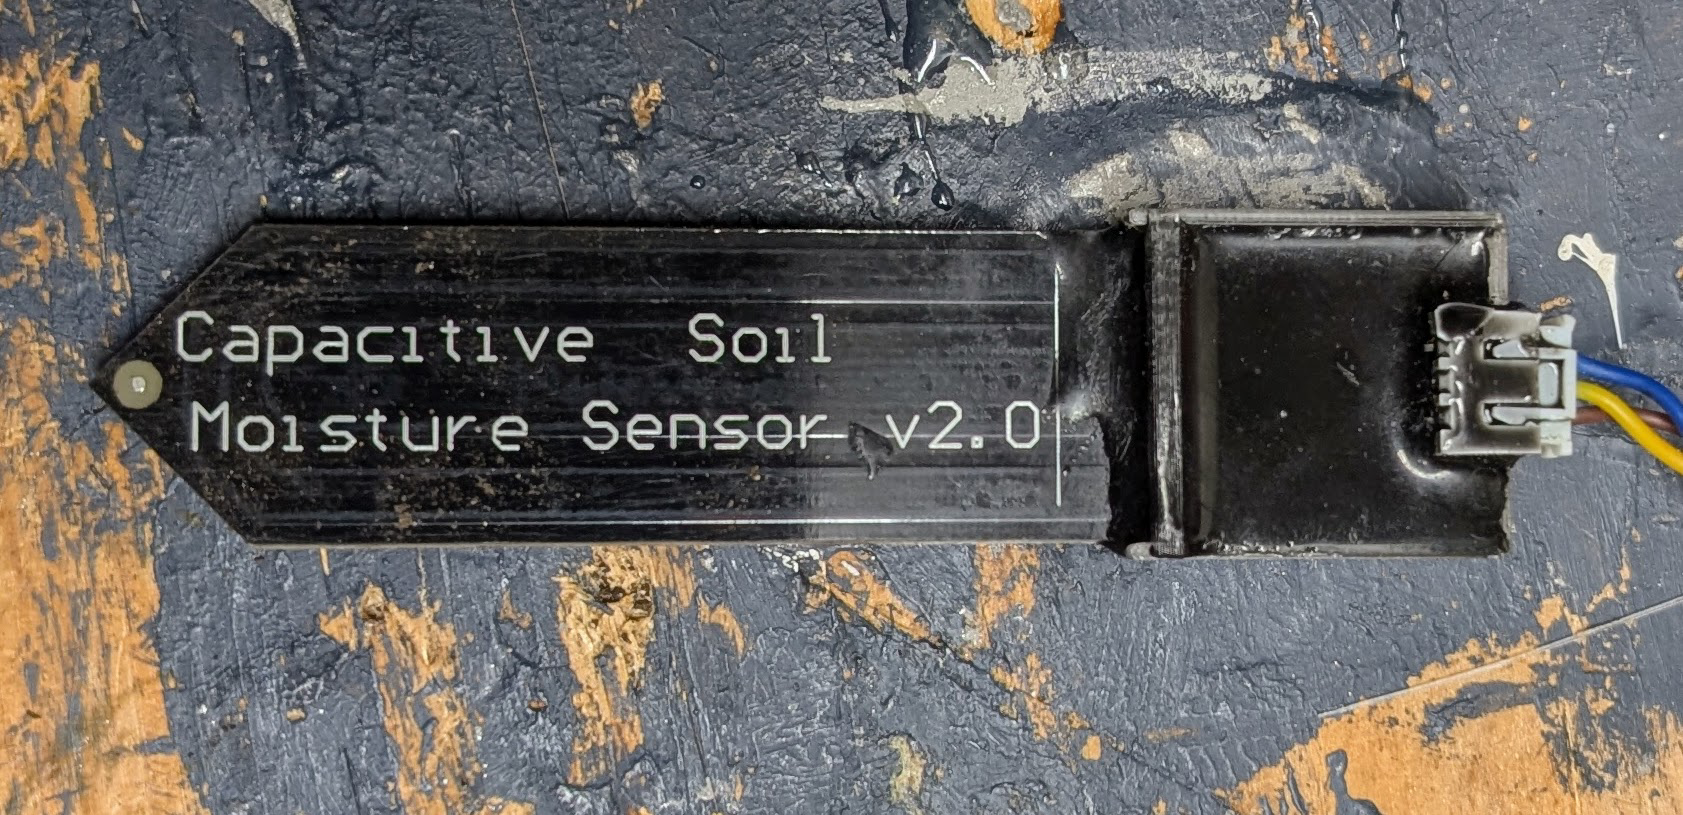 Capacitive Soil
Moisture Sensor v2.0